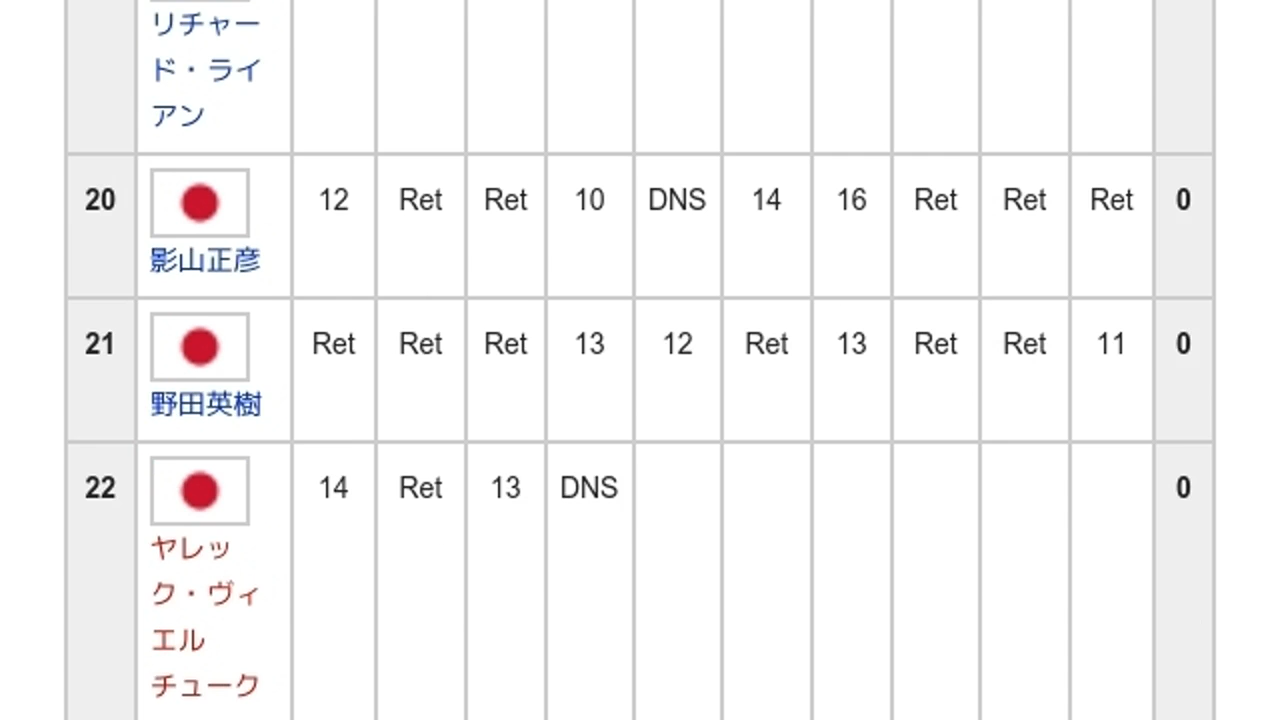 リチャー
ド・ライ
アン
20 12 Ret Ret 10 DNS 14 16 Ret Ret Ret 0
影山正彦
21 Ret Ret Ret 13 12 Ret 13 Ret Ret 11 0
野田英樹
22 14 Ret 13 DNS 0
ヤレッ
ク・ヴィ
エル
チューク